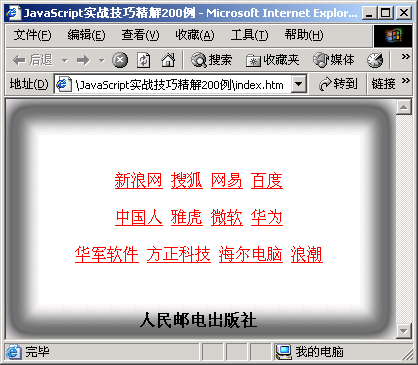 JavaScript实战技巧精解200例 - Microsoft Internet Explor...
文件(F) 编辑(E) 查看(V) 收藏(A) 工具(T) 帮助(H)
后退 搜索 收藏夹 媒体 »
地址(D) \JavaScript实战技巧精解200例\index.htm 转到 链接 »
新浪网 搜狐 网易 百度
中国人 雅虎 微软 华为
华军软件 方正科技 海尔电脑 浪潮
人民邮电出版社
完毕 我的电脑